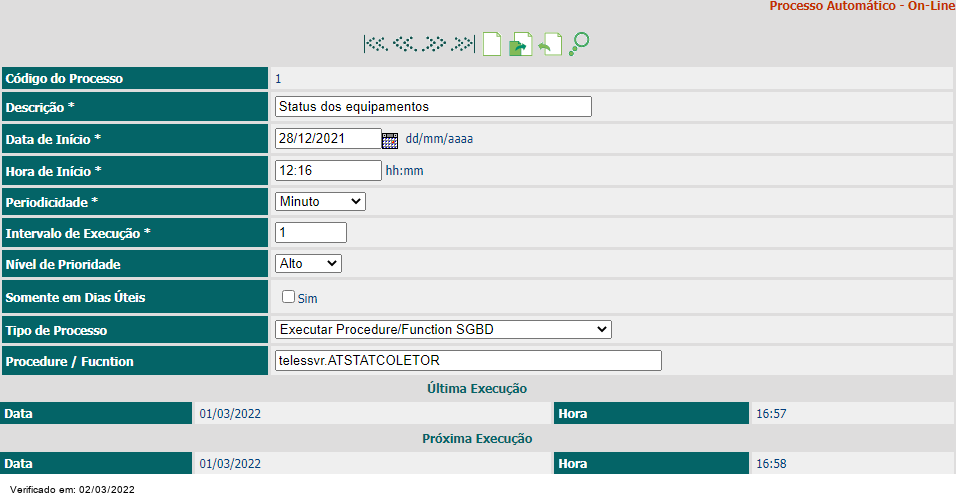 Processo Automático - On-Line
Código do Processo 1
Descrição * Status dos equipamentos
Data de Início * 28/12/2021 dd/mm/aaaa
Hora de Início * 12:16 hh:mm
Periodicidade * Minuto
Intervalo de Execução * 1
Nível de Prioridade Alto
Somente em Dias Úteis Sim
Tipo de Processo Executar Procedure/Function SGBD
Procedure / Fucntion telessvr.ATSTATCOLETOR
Última Execução
Data 01/03/2022 Hora 16:57
Próxima Execução
Data 01/03/2022 Hora 16:58
Verificado em: 02/03/2022